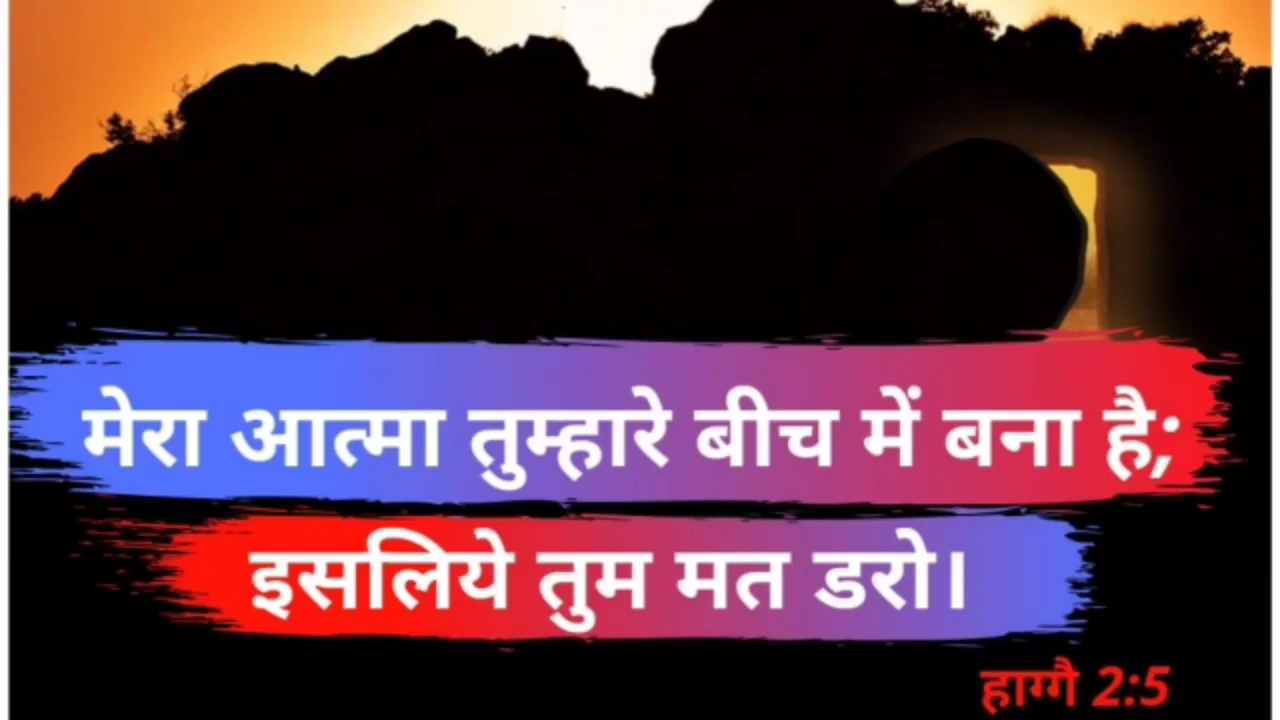 मेरा आत्मा तुम्हारे बीच में बना है;
इसलिये तुम मत डरो।
हाग्गै 2:5